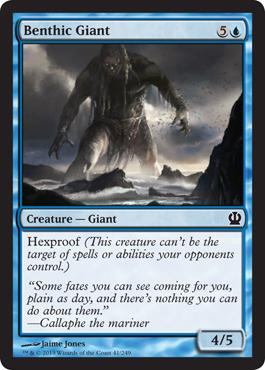 Benthic Giant 5
Creature — Giant
Hexproof (This creature can't be the
target of spells or abilities your opponents
control.)
"Some fates you can see coming for you,
plain as day, and there's nothing you can
do about them."
—Callaphe the mariner
Jaime Jones
™ & © 2013 Wizards of the Coast 41/249
4/5